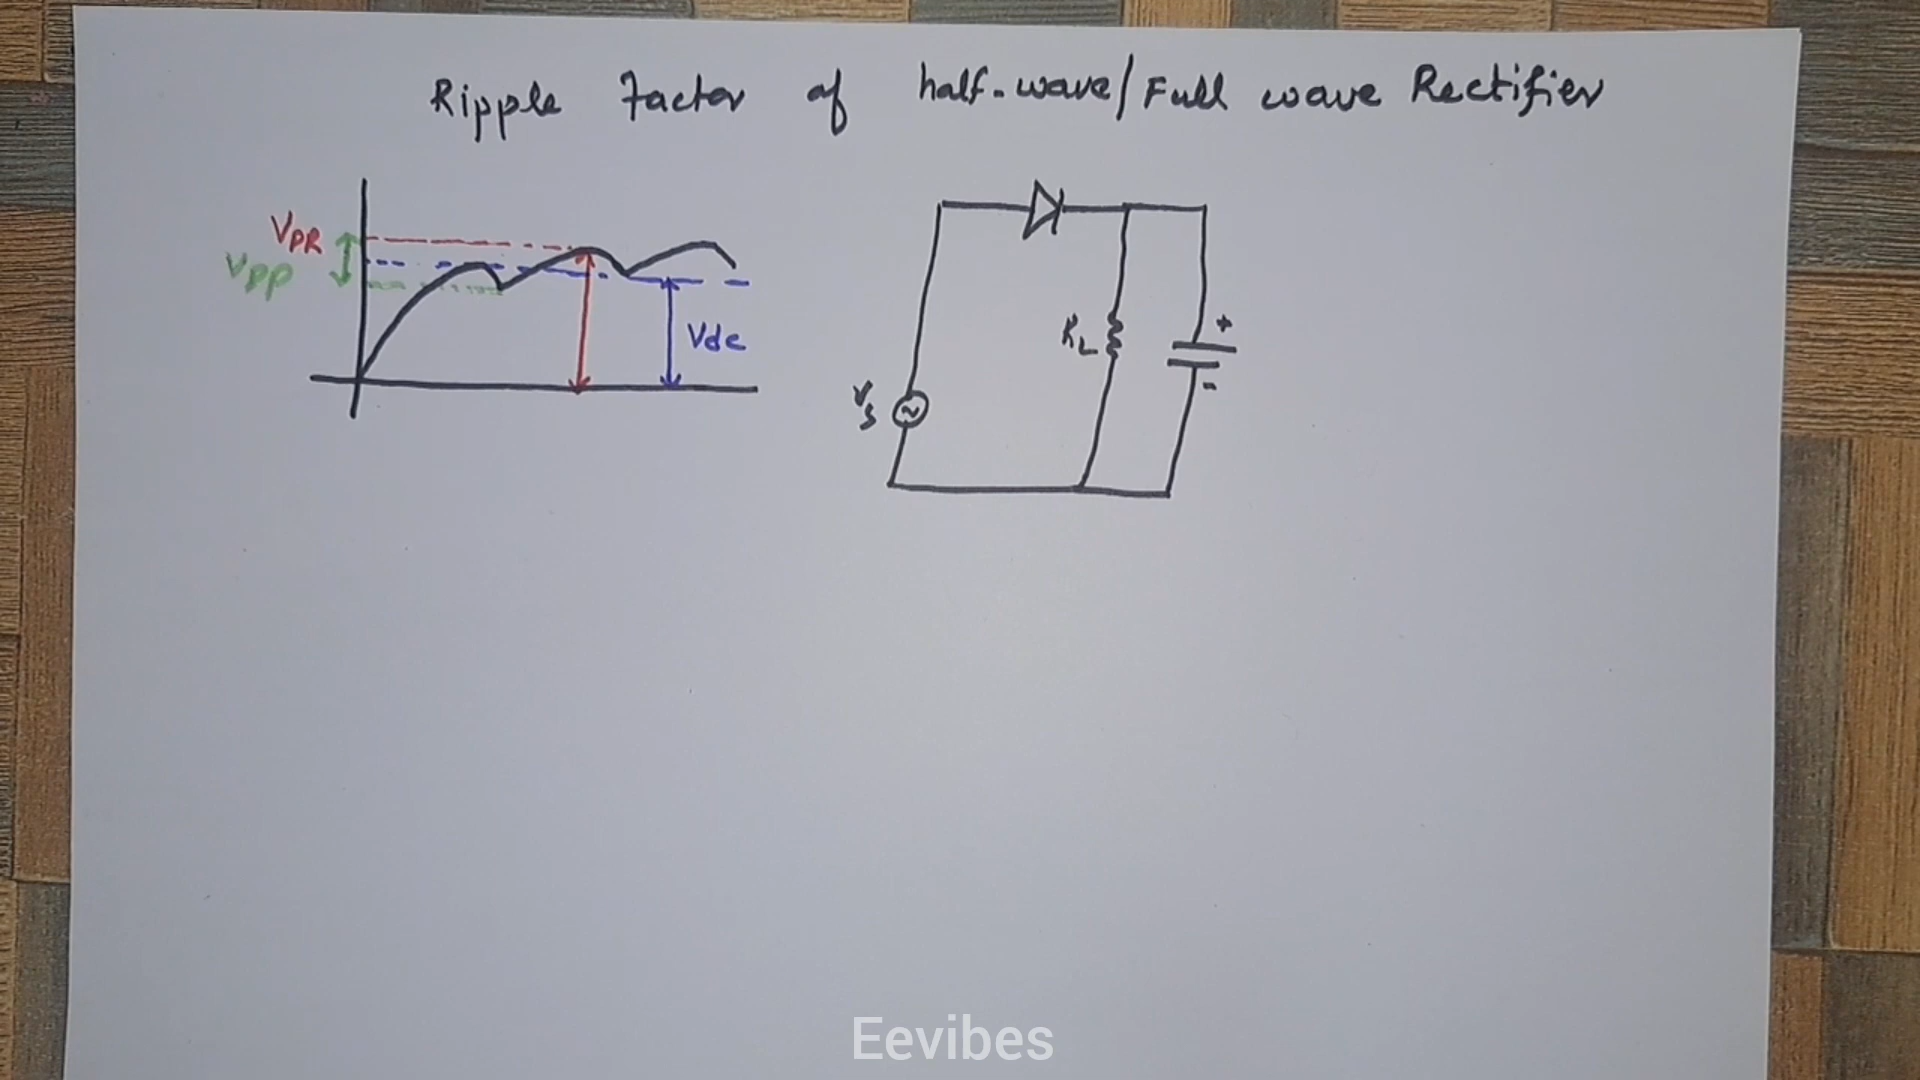 Ripple Factor of half-wave/Full wave Rectifier
VPR
VPP
Vdc
RL
+
-
Vs
~
Eevibes